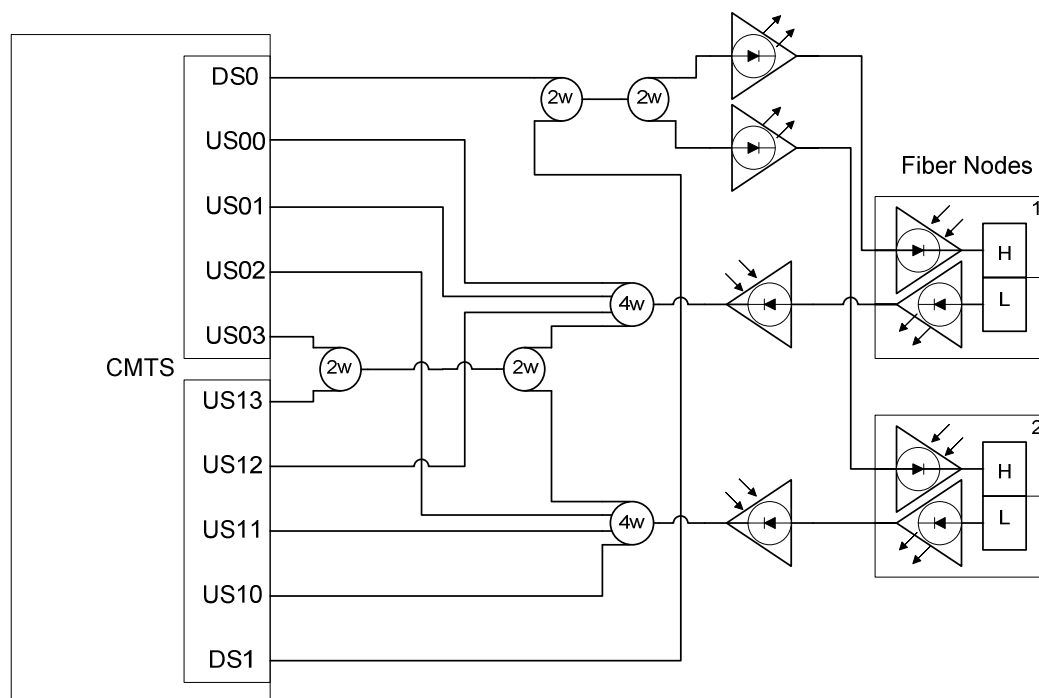 DS0
2w
2w
US00
Fiber Nodes
US01
1
H
US02
4w
L
US03
CMTS
2w
2w
US13
2
US12
H
US11
4w
L
US10
DS1